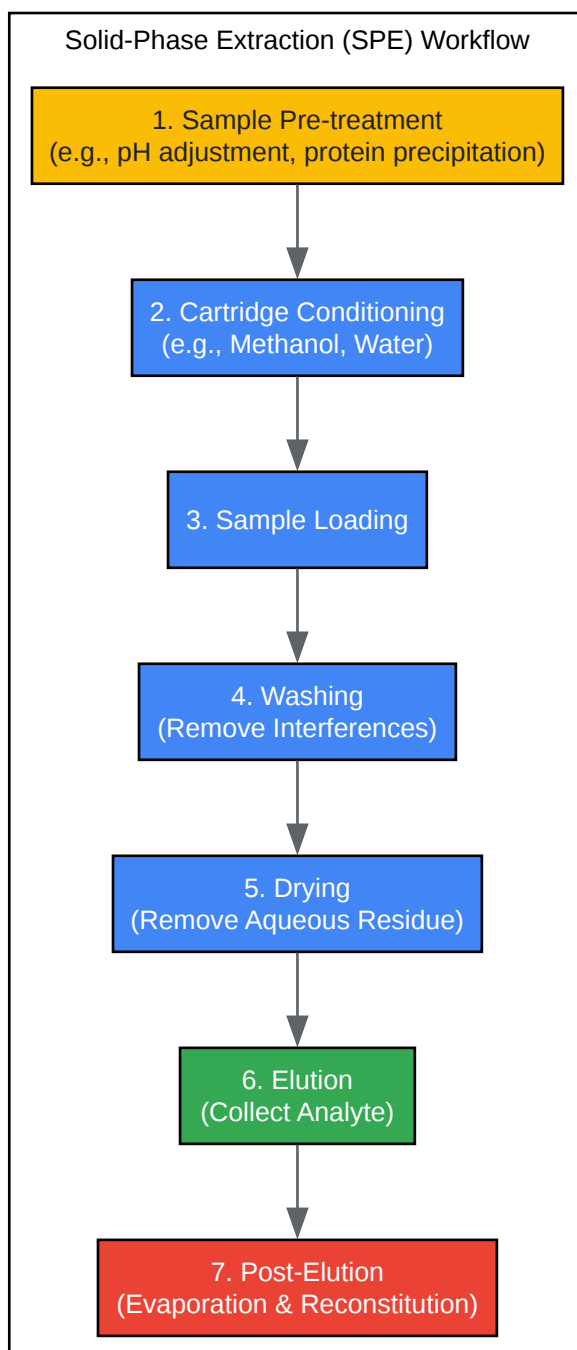 Solid-Phase Extraction (SPE) Workflow
1. Sample Pre-treatment
(e.g., pH adjustment, protein precipitation)
2. Cartridge Conditioning
(e.g., Methanol, Water)
3. Sample Loading
4. Washing
(Remove Interferences)
5. Drying
(Remove Aqueous Residue)
6. Elution
(Collect Analyte)
7. Post-Elution
(Evaporation & Reconstitution)